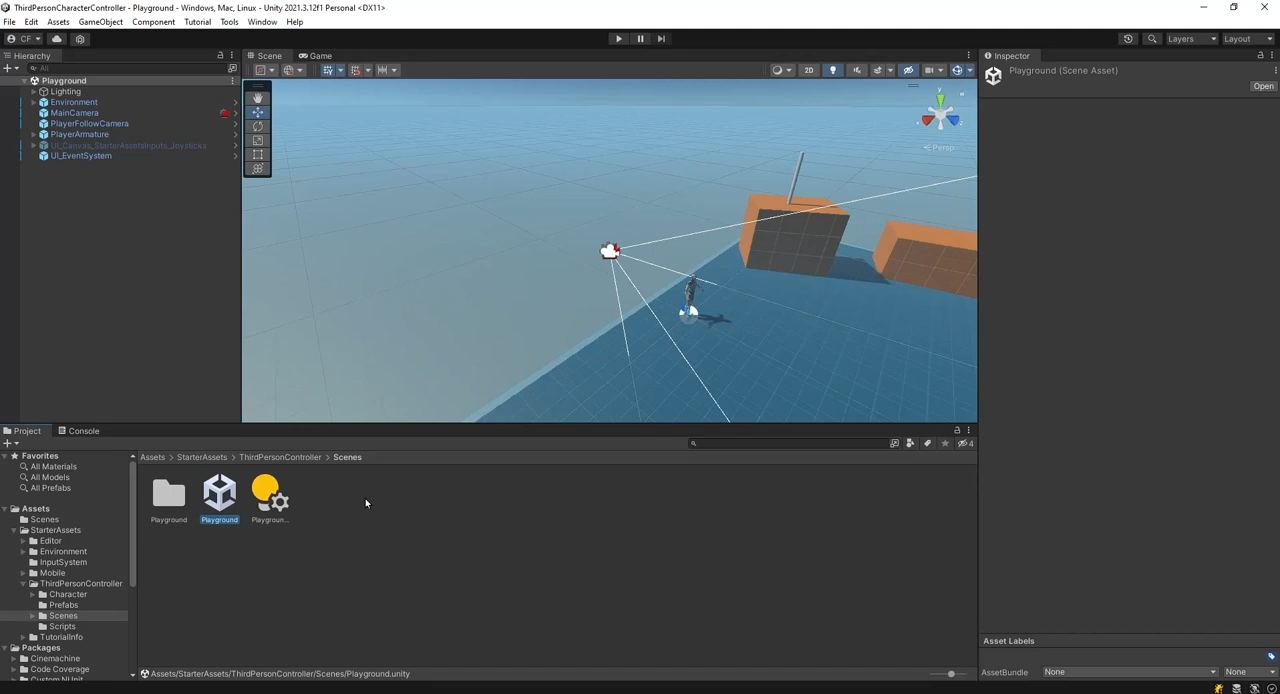 ThirdPersonCharacterController - Playground - Windows, Mac, Linux - Unity 2021.3.12f1 Personal <DX11>
File Edit Assets GameObject Component Tutorial Tools Window Help
CF Layers Layout
Hierarchy
All
Playground
Lighting
Environment
MainCamera
PlayerFollowCamera
PlayerArmature
UI_Canvas_StarterAssetsInputs_Joysticks
UI_EventSystem
Scene Game
2D
y
x
z
< Persp
Inspector
Playground (Scene Asset)
Open
Project Console
4
Favorites
All Materials
All Models
All Prefabs
Assets
Scenes
StarterAssets
Editor
Environment
InputSystem
Mobile
ThirdPersonController
Character
Prefabs
Scenes
Scripts
TutorialInfo
Packages
Cinemachine
Code Coverage
Custom NUnit
Assets > StarterAssets > ThirdPersonController > Scenes
Playground Playground Playgroun...
Assets/StarterAssets/ThirdPersonController/Scenes/Playground.unity
Asset Labels
AssetBundle None None